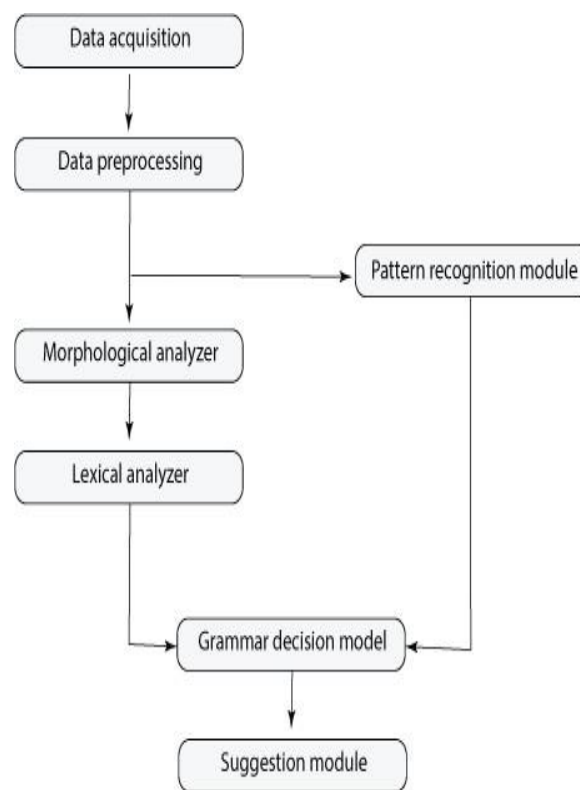 Data acquisition
Data preprocessing
Pattern recognition module
Morphological analyzer
Lexical analyzer
Grammar decision model
Suggestion module